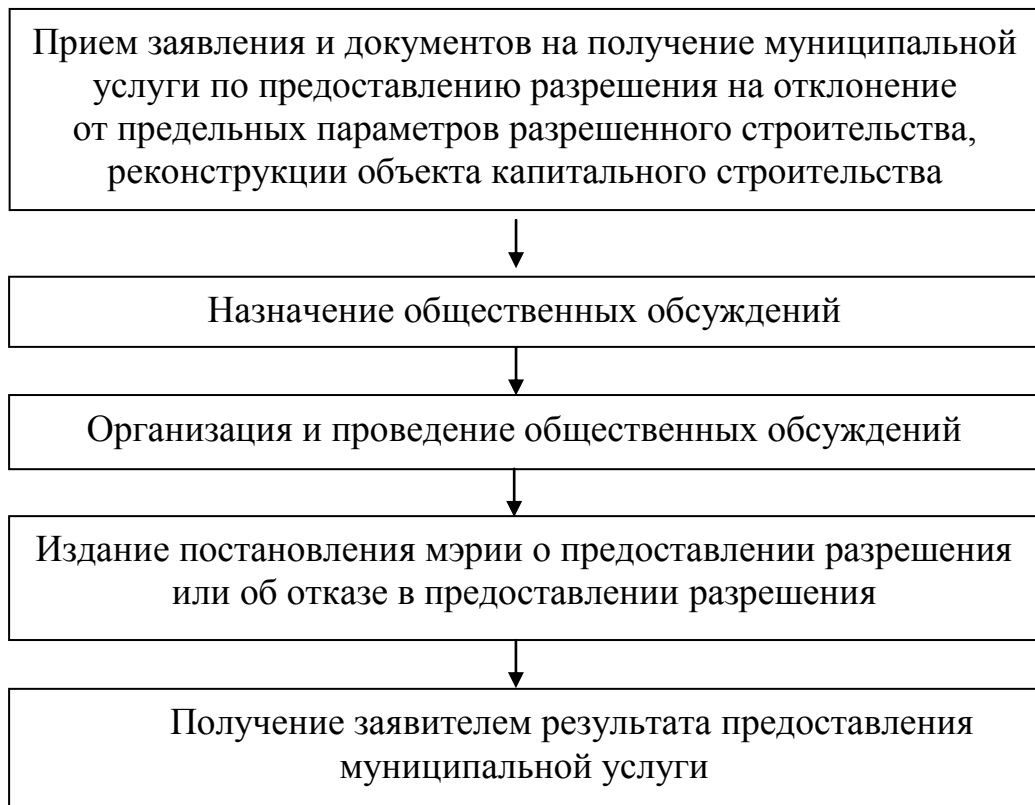 Прием заявления и документов на получение муниципальной
услуги по предоставлению разрешения на отклонение
от предельных параметров разрешенного строительства,
реконструкции объекта капитального строительства
Назначение общественных обсуждений
Организация и проведение общественных обсуждений
Издание постановления мэрии о предоставлении разрешения
или об отказе в предоставлении разрешения
Получение заявителем результата предоставления
муниципальной услуги